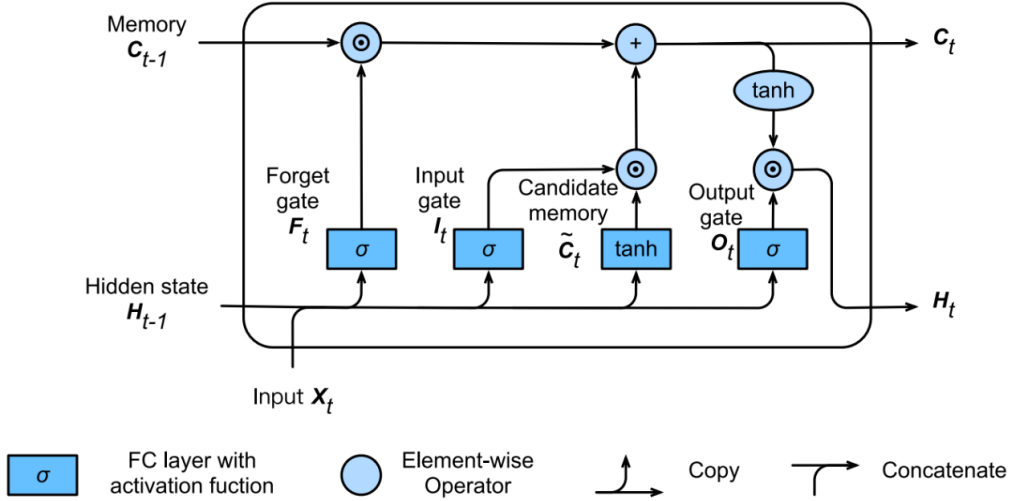 Memory
C_{t-1}
⊙
+
C_t
tanh
⊙
⊙
Forget
gate
F_t
Input
gate
I_t
Candidate
memory
C̃_t
Output
gate
O_t
σ
σ
tanh
σ
Hidden state
H_{t-1}
H_t
Input X_t
σ
FC layer with
activation fuction
Element-wise
Operator
Copy
Concatenate